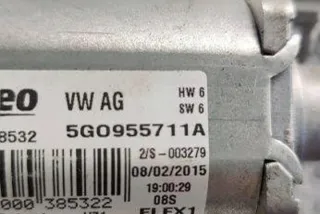 eo VW AG HW 6
SW 6
8532 5G0955711A
2/S-003279
08/02/2015
19:00:29
000 385322 08S
FLEX1